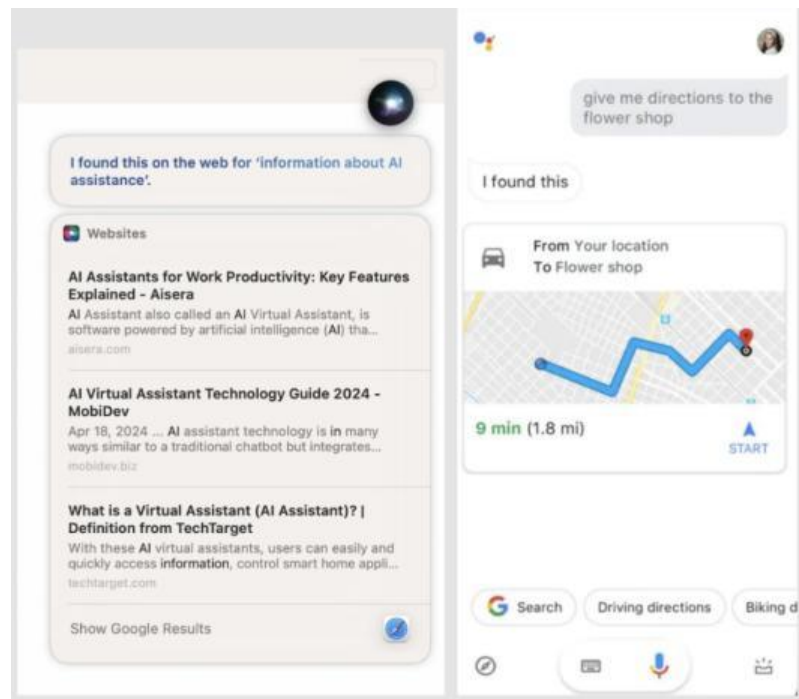 I found this on the web for ‘information about AI
assistance’.
Websites
AI Assistants for Work Productivity: Key Features
Explained - Aisera
AI Assistant also called an AI Virtual Assistant, is
software powered by artificial intelligence (AI) tha...
aisera.com
AI Virtual Assistant Technology Guide 2024 -
MobiDev
Apr 18, 2024 ... AI assistant technology is in many
ways similar to a traditional chatbot but integrates...
mobidev.biz
What is a Virtual Assistant (AI Assistant)? |
Definition from TechTarget
With these AI virtual assistants, users can easily and
quickly access information, control smart home appli...
techtarget.com
Show Google Results
give me directions to the
flower shop
I found this
From Your location
To Flower shop
9 min (1.8 mi)
START
Search
Driving directions
Biking d